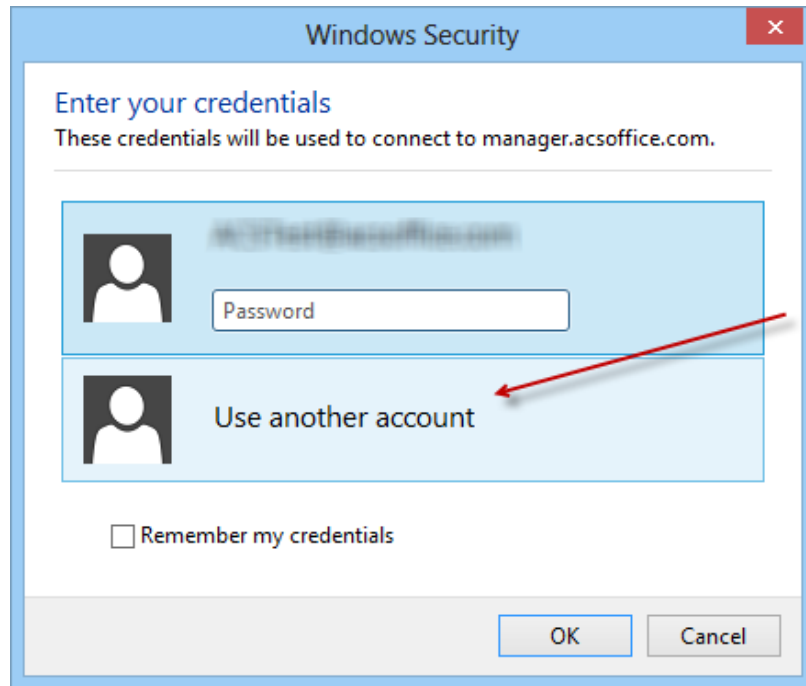 Windows Security
Enter your credentials
These credentials will be used to connect to manager.acsoffice.com.
Password
Use another account
Remember my credentials
OK
Cancel